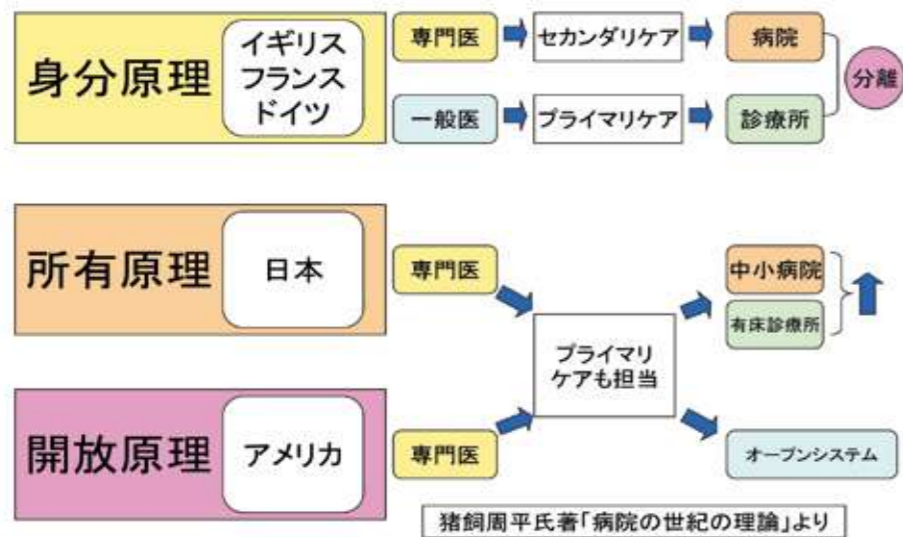 身分原理
イギリス
フランス
ドイツ
専門医
セカンダリケア
病院
一般医
プライマリケア
診療所
分離
所有原理
日本
専門医
中小病院
有床診療所
プライマリ
ケアも担当
開放原理
アメリカ
専門医
オープンシステム
猪飼周平氏著「病院の世紀の理論」より